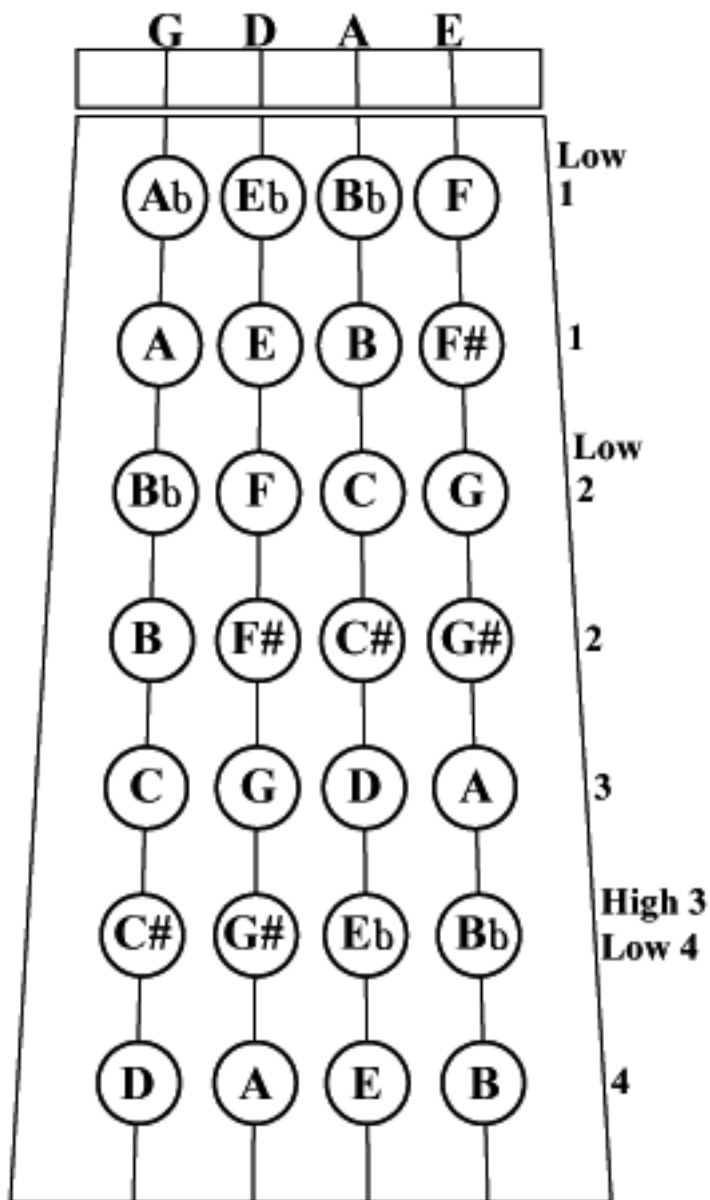 G D A E
Low
Ab Eb Bb F 1
A E B F# 1
Low
Bb F C G 2
B F# C# G# 2
C G D A 3
High 3
C# G# Eb Bb
Low 4
D A E B 4